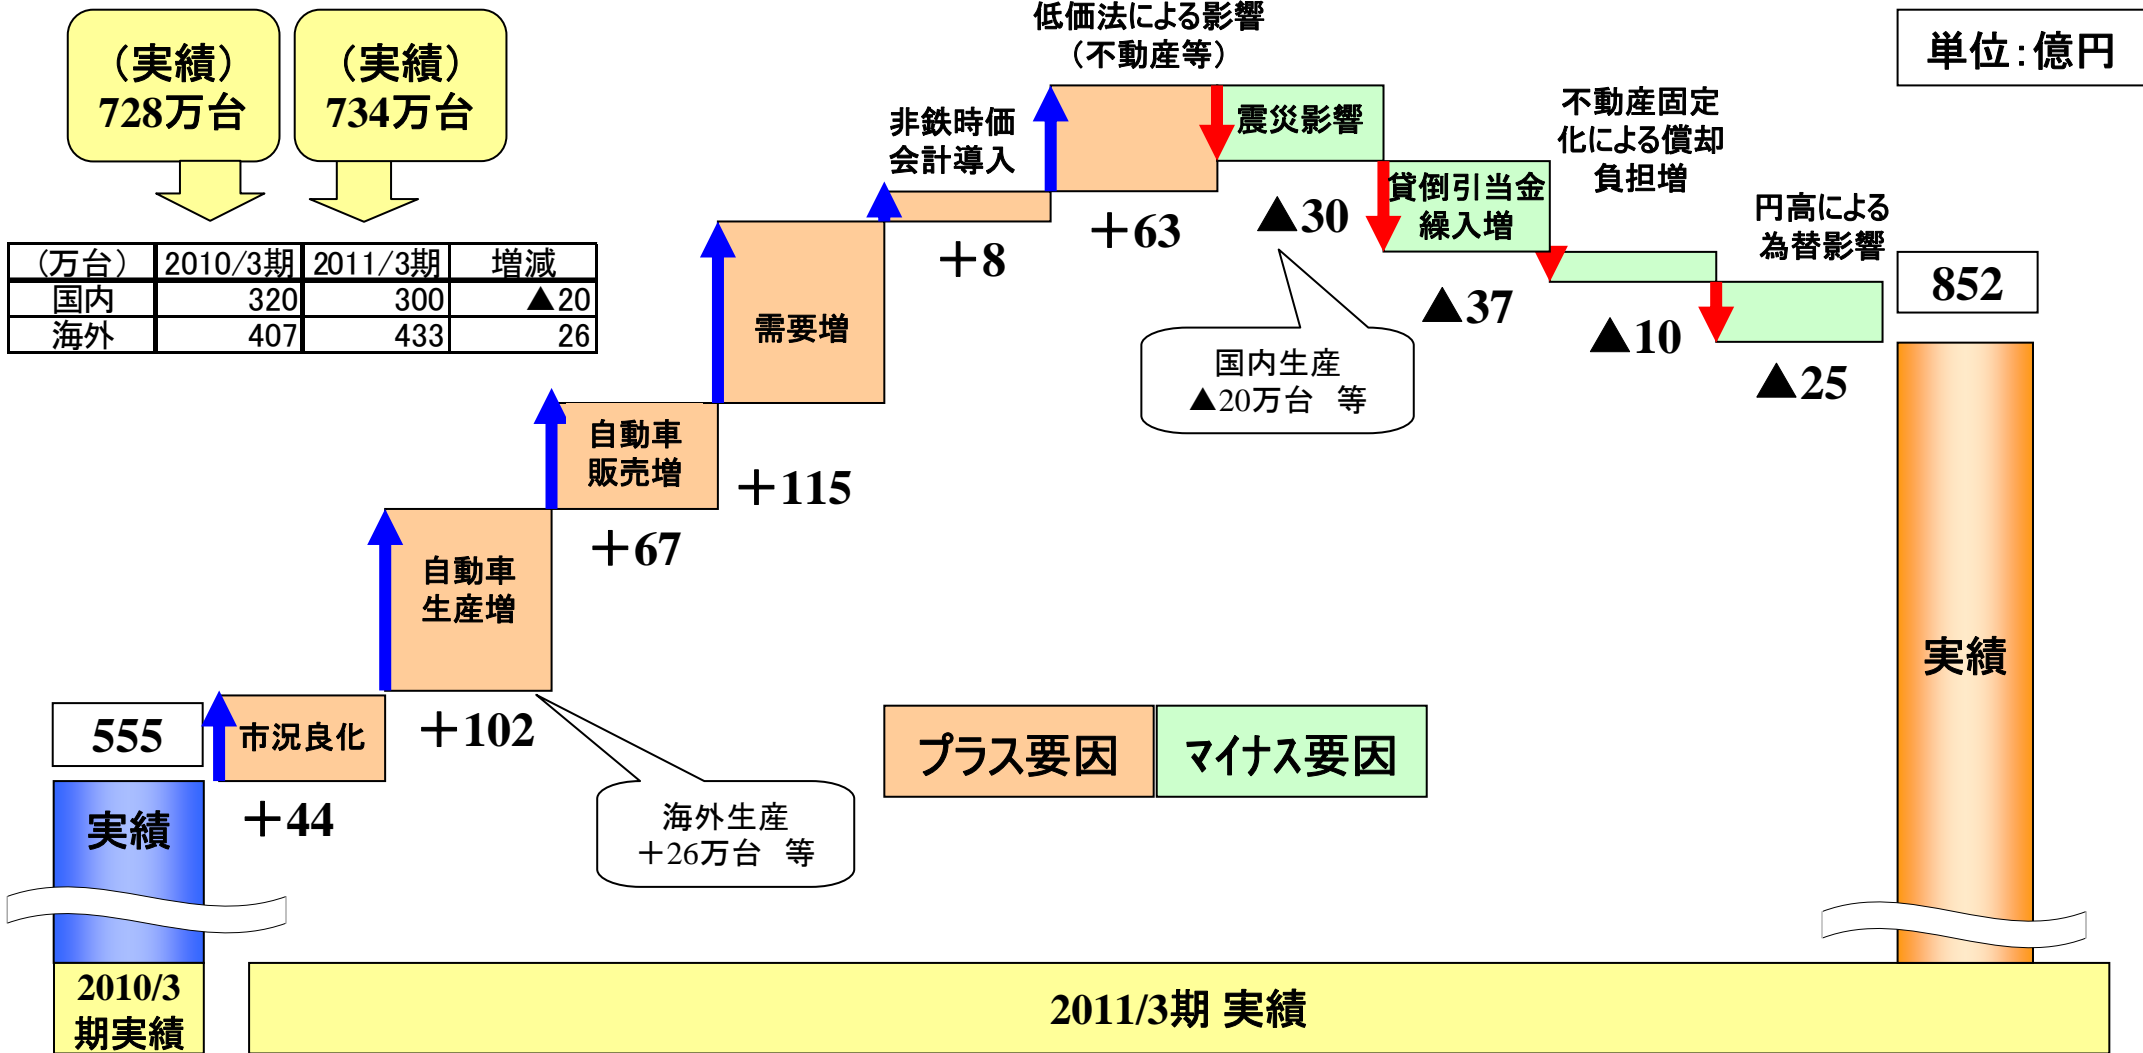 （実績）
728万台
（実績）
734万台
単位：億円
（万台） 2010/3期 2011/3期 増減
国内 320 300 ▲20
海外 407 433 26
555
実績
2010/3
期実績
市況良化
＋44
自動車
生産増
＋102
海外生産
＋26万台　等
自動車
販売増
＋67
需要増
＋115
非鉄時価
会計導入
＋8
低価法による影響
（不動産等）
＋63
震災影響
▲30
国内生産
▲20万台　等
貸倒引当金
繰入増
▲37
不動産固定
化による償却
負担増
▲10
円高による
為替影響
▲25
852
実績
プラス要因
マイナス要因
2011/3期 実績